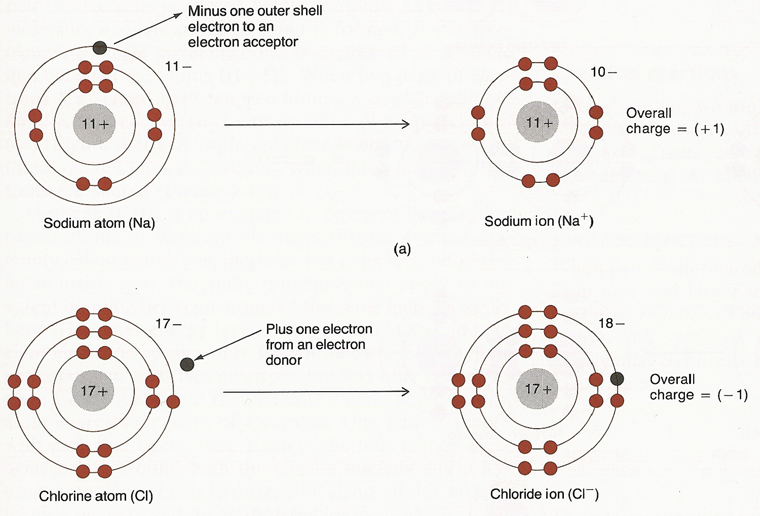 Minus one outer shell
electron to an
electron acceptor
11−
11+
Sodium atom (Na)
10−
11+
Overall
charge = (+1)
Sodium ion (Na⁺)
(a)
17−
Plus one electron
from an electron
donor
17+
Chlorine atom (Cl)
18−
17+
Overall
charge = (−1)
Chloride ion (Cl⁻)